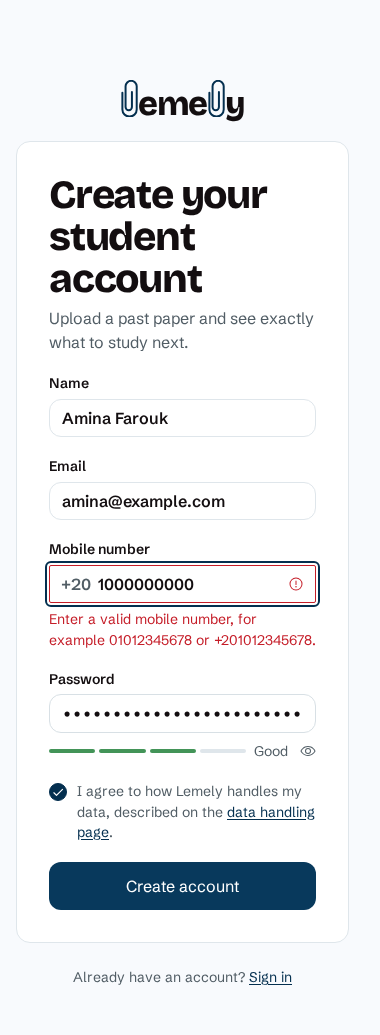 lemelly
Create your
student
account
Upload a past paper and see exactly
what to study next.
Name
Amina Farouk
Email
amina@example.com
Mobile number
+20 1000000000
Enter a valid mobile number, for
example 01012345678 or +201012345678.
Password
Good
I agree to how Lemely handles my
data, described on the data handling
page.
Create account
Already have an account? Sign in